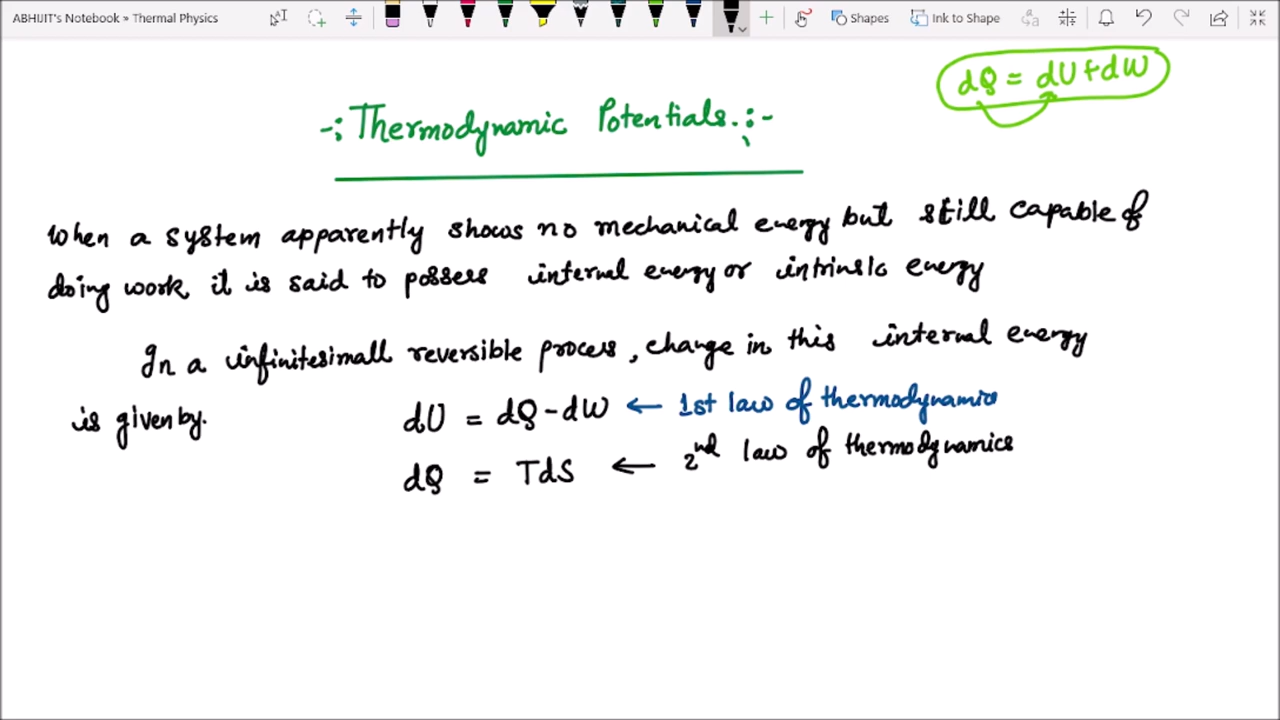 ABHIJIT's Notebook » Thermal Physics
Shapes
Ink to Shape
dQ = dU+dW
-: Thermodynamic Potentials. :-
When a system apparently shows no mechanical energy but still capable of
doing work it is said to possess internal energy or intrinsic energy
In a infinitesimall reversible process, change in this internal energy
is given by.
dU = dQ-dW ← 1st law of thermodynamics
dQ = TdS ← 2nd law of thermodynamics